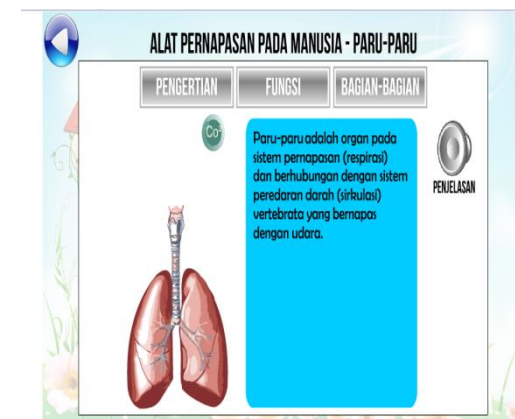 ALAT PERNAPASAN PADA MANUSIA - PARU-PARU
PENGERTIAN
FUNGSI
BAGIAN-BAGIAN
Co²
Paru-paru adalah organ pada
sistem pernapasan (respirasi)
dan berhubungan dengan sistem
peredaran darah (sirkulasi)
vertebrata yang bernapas
dengan udara.
PENJELASAN